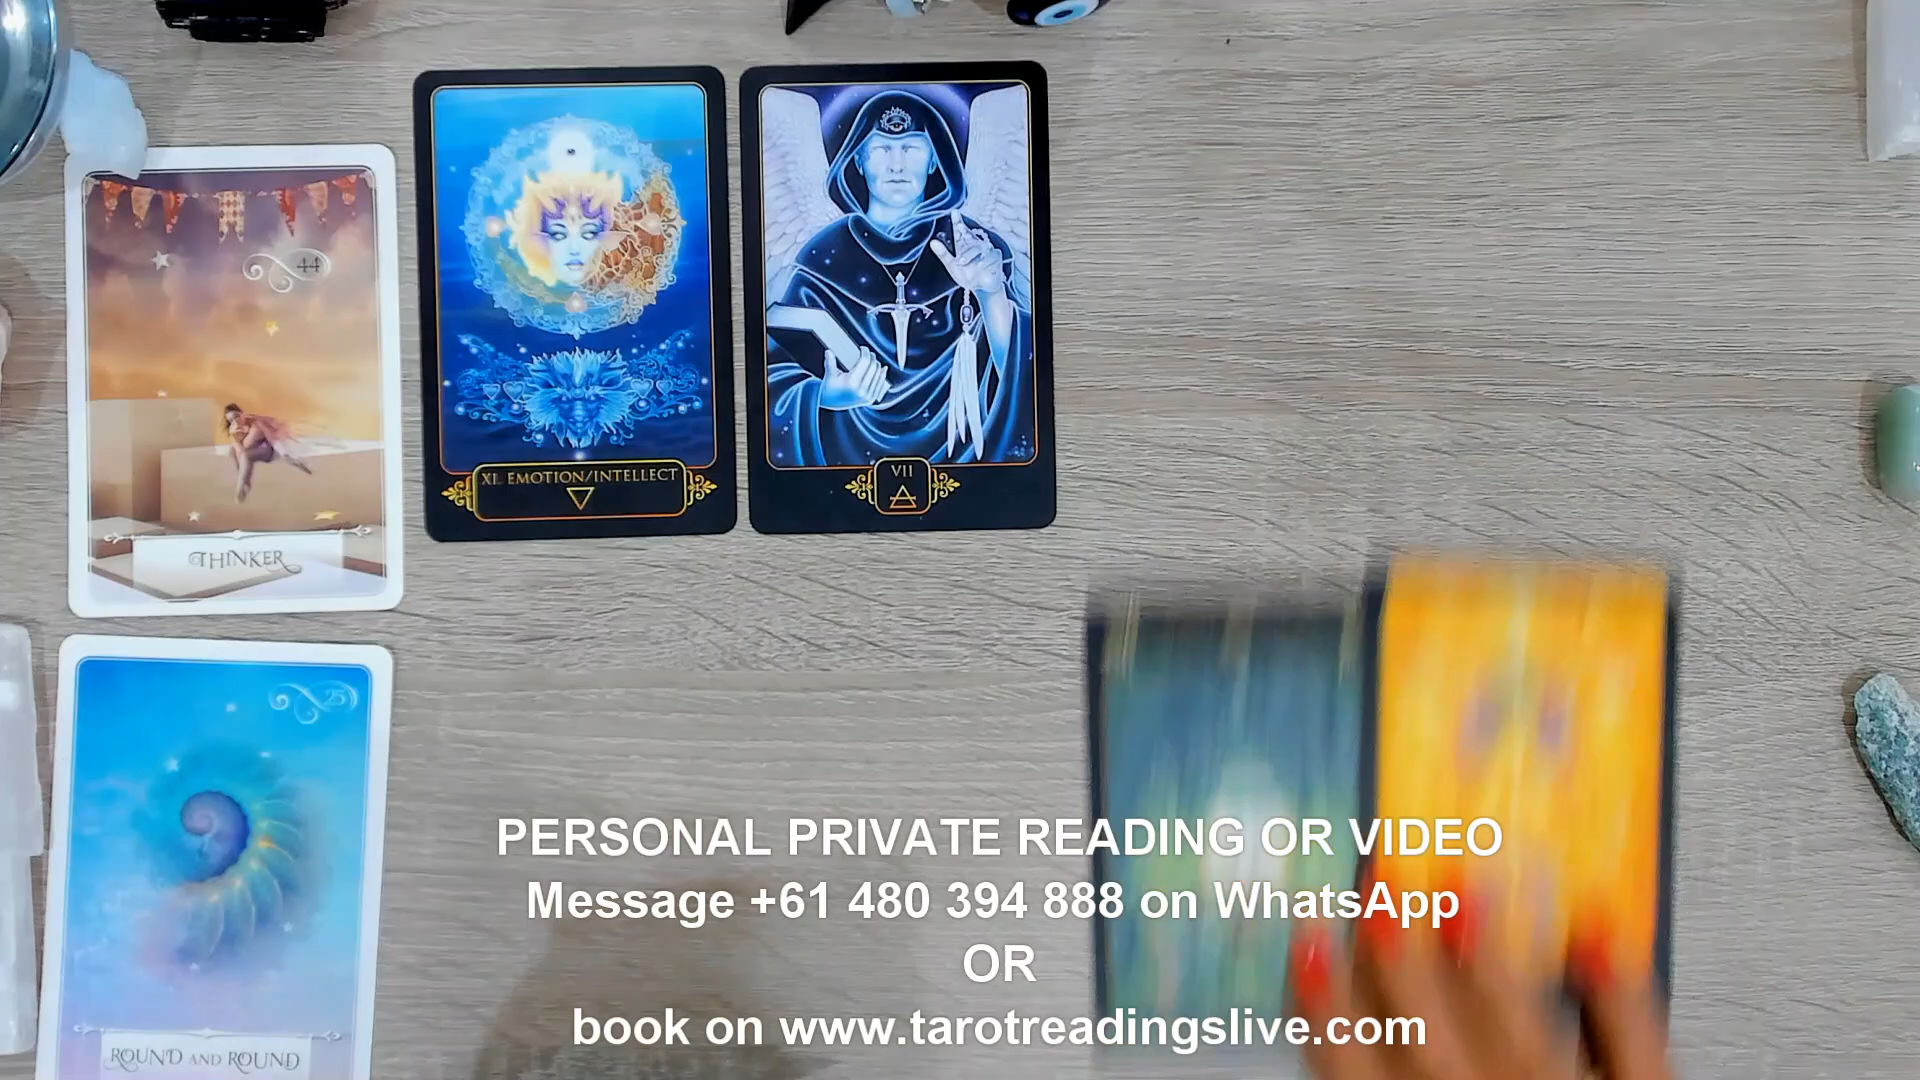 44
THINKER
XI. EMOTION/INTELLECT
VII
25
ROUND AND ROUND
PERSONAL PRIVATE READING OR VIDEO
Message +61 480 394 888 on WhatsApp
OR
book on www.tarotreadingslive.com